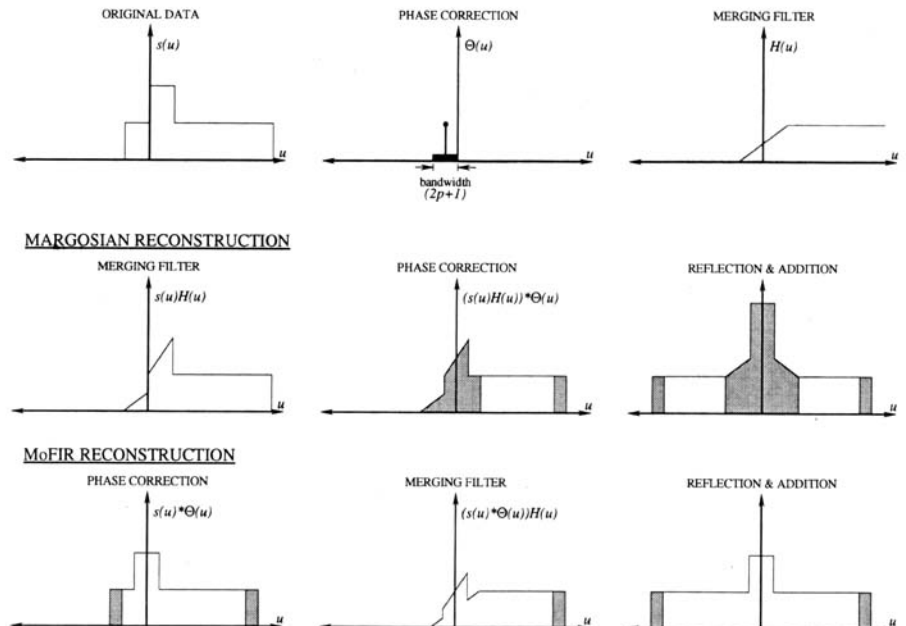 ORIGINAL DATA
s(u)
u
PHASE CORRECTION
Θ(u)
u
bandwidth
(2p+1)
MERGING FILTER
H(u)
u
MARGOSIAN RECONSTRUCTION
MERGING FILTER
s(u)H(u)
u
PHASE CORRECTION
(s(u)H(u))*Θ(u)
u
REFLECTION & ADDITION
u
MoFIR RECONSTRUCTION
PHASE CORRECTION
s(u)*Θ(u)
u
MERGING FILTER
(s(u)*Θ(u))H(u)
u
REFLECTION & ADDITION
u